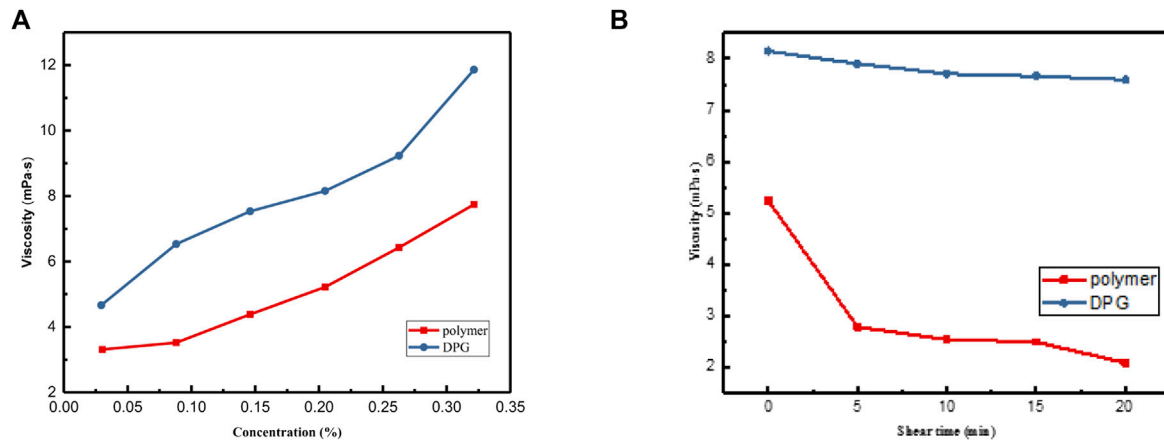 A
Viscosity (mPa·s)
12
10
8
6
4
2
0.00 0.05 0.10 0.15 0.20 0.25 0.30 0.35
Concentration (%)
polymer
DPG
B
Viscosity (mPa·s)
8
7
6
5
4
3
2
0 5 10 15 20
Shear time (min)
polymer
DPG